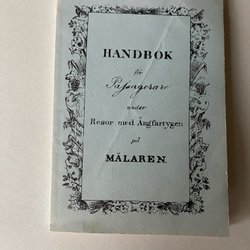 HANDBOK
för
Passagerare
under
Resor med Ångfartygen
på
MÄLAREN.